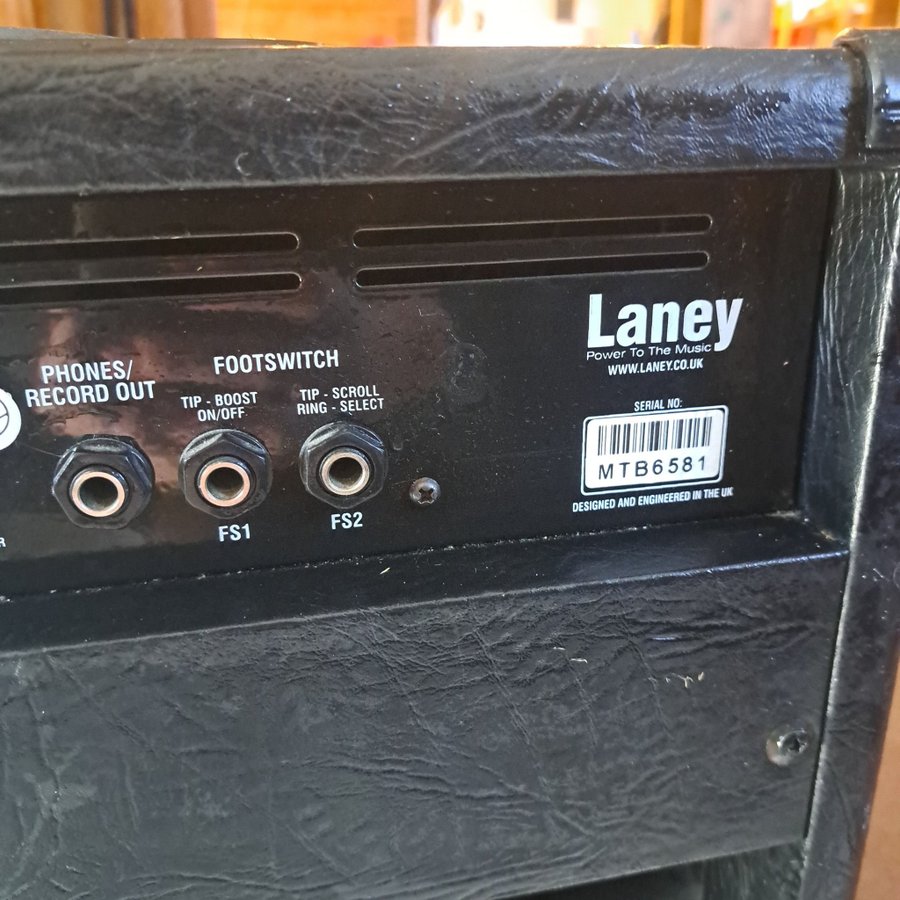 PHONES/
RECORD OUT
FOOTSWITCH
TIP - BOOST
ON/OFF
TIP - SCROLL
RING - SELECT
FS1
FS2
Laney
Power To The Music
WWW.LANEY.CO.UK
SERIAL NO:
MTB6581
DESIGNED AND ENGINEERED IN THE UK
R